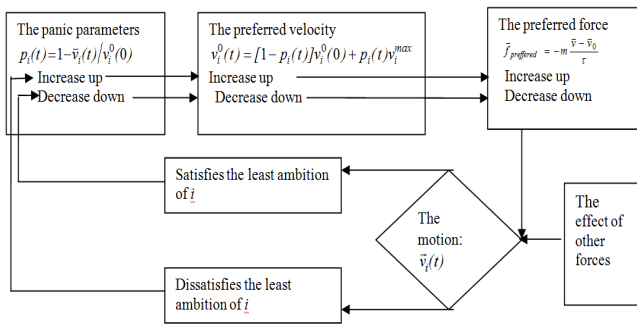 The panic parameters
p_i(t)=1-v̄_i(t)/v_i^0(0)
Increase up
Decrease down
The preferred velocity
v_i^0(t)=[1-p_i(t)]v_i^0(0)+p_i(t)v_i^max
Increase up
Decrease down
The preferred force
f̄_preffered = -m (v̄-v̄_0)/τ
Increase up
Decrease down
Satisfies the least ambition
of i
The
motion:
v̄_i(t)
The
effect of
other
forces
Dissatisfies the least
ambition of i